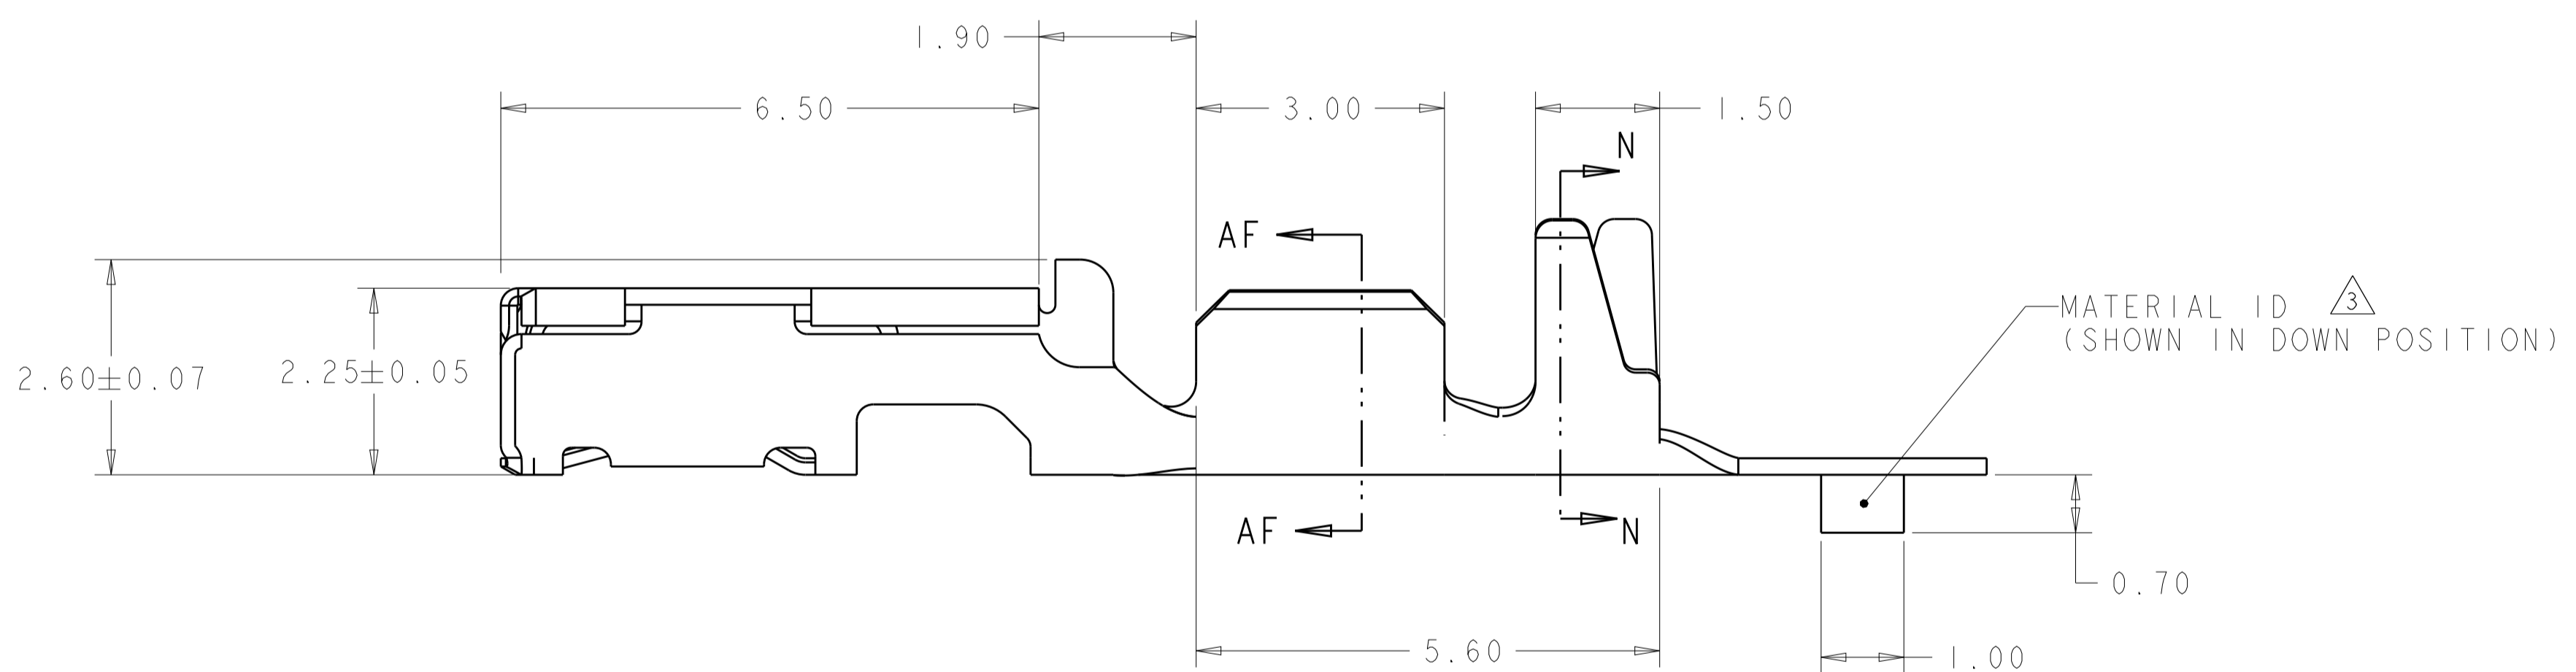 1.90
6.50
3.00
1.50
N
AF
MATERIAL ID 3
(SHOWN IN DOWN POSITION)
2.60±0.07
2.25±0.05
AF
N
0.70
5.60
1.00